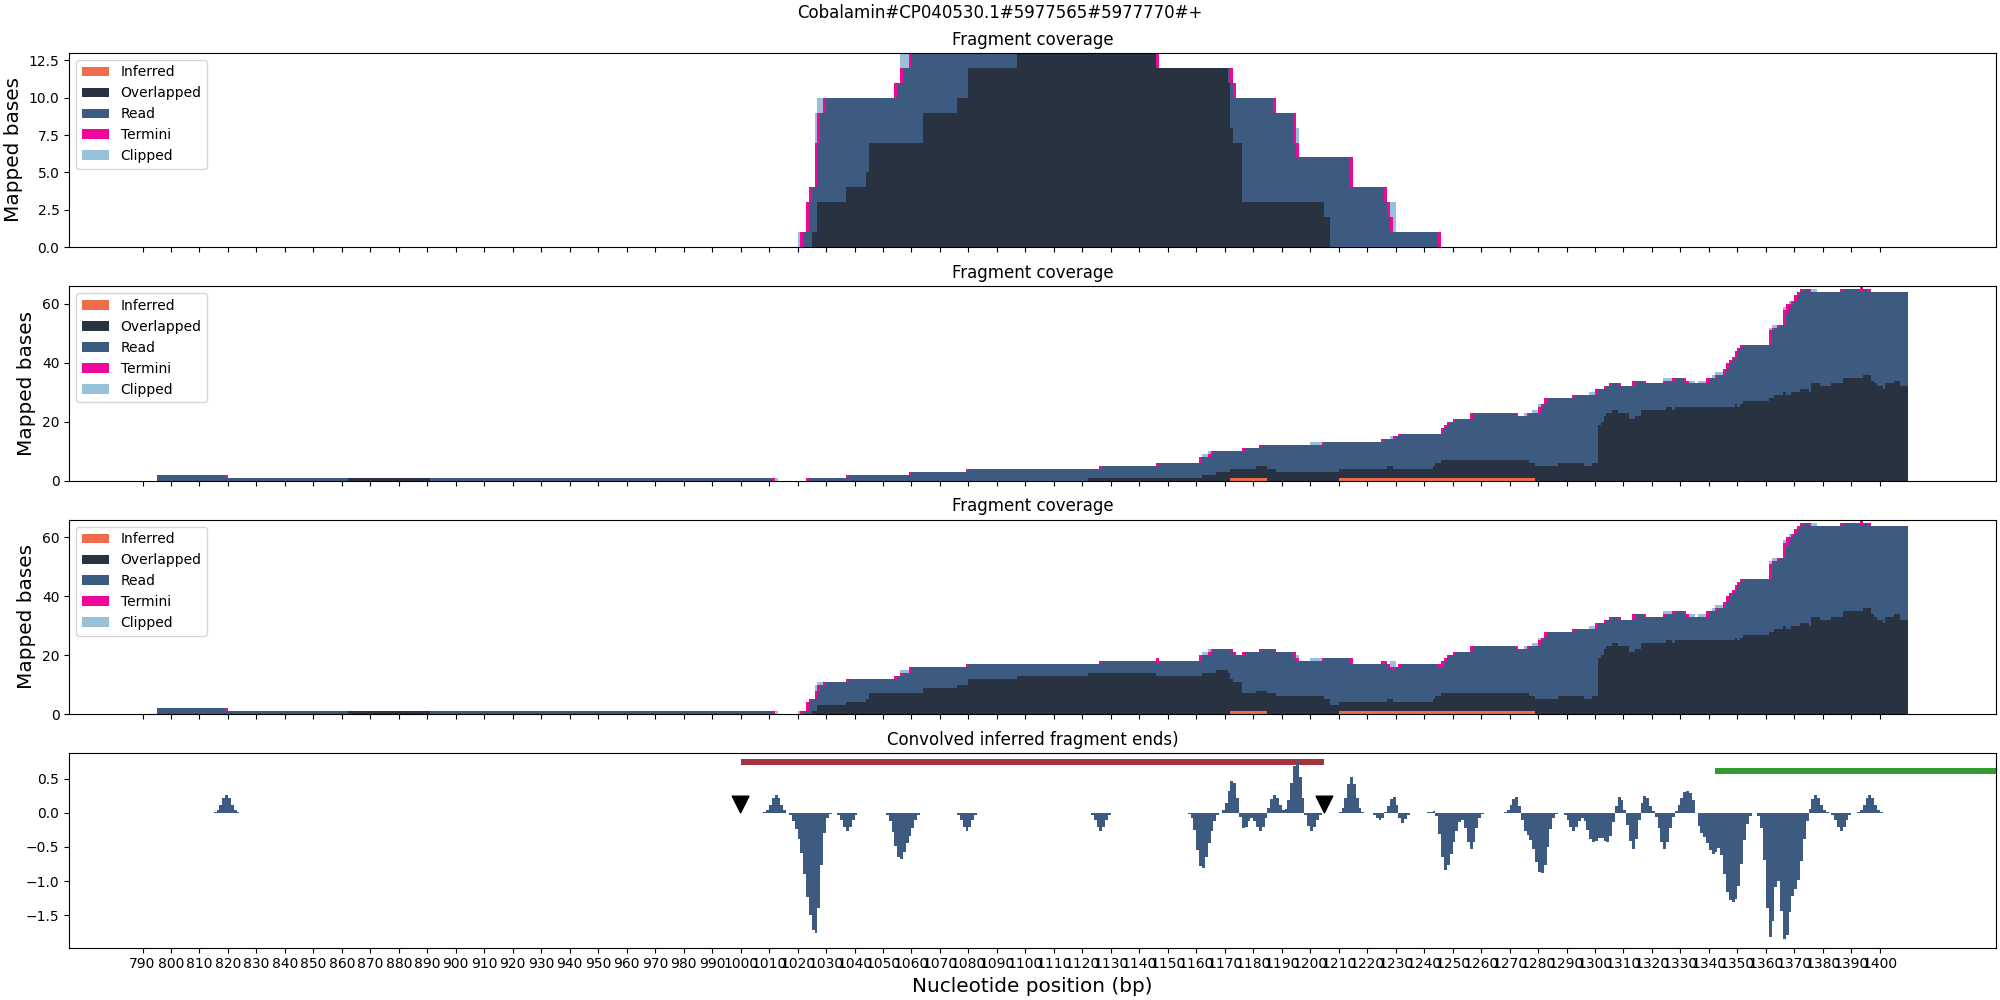 Cobalamin#CP040530.1#5977565#5977770#+
Fragment coverage
Mapped bases
12.5
10.0
7.5
5.0
2.5
0.0
Inferred
Overlapped
Read
Termini
Clipped
Fragment coverage
Mapped bases
60
40
20
0
Inferred
Overlapped
Read
Termini
Clipped
Fragment coverage
Mapped bases
60
40
20
0
Inferred
Overlapped
Read
Termini
Clipped
Convolved inferred fragment ends)
0.5
0.0
−0.5
−1.0
−1.5
790 800 810 820 830 840 850 860 870 880 890 900 910 920 930 940 950 960 970 980 990 1000 1010 1020 1030 1040 1050 1060 1070 1080 1090 1100 1110 1120 1130 1140 1150 1160 1170 1180 1190 1200 1210 1220 1230 1240 1250 1260 1270 1280 1290 1300 1310 1320 1330 1340 1350 1360 1370 1380 1390 1400
Nucleotide position (bp)